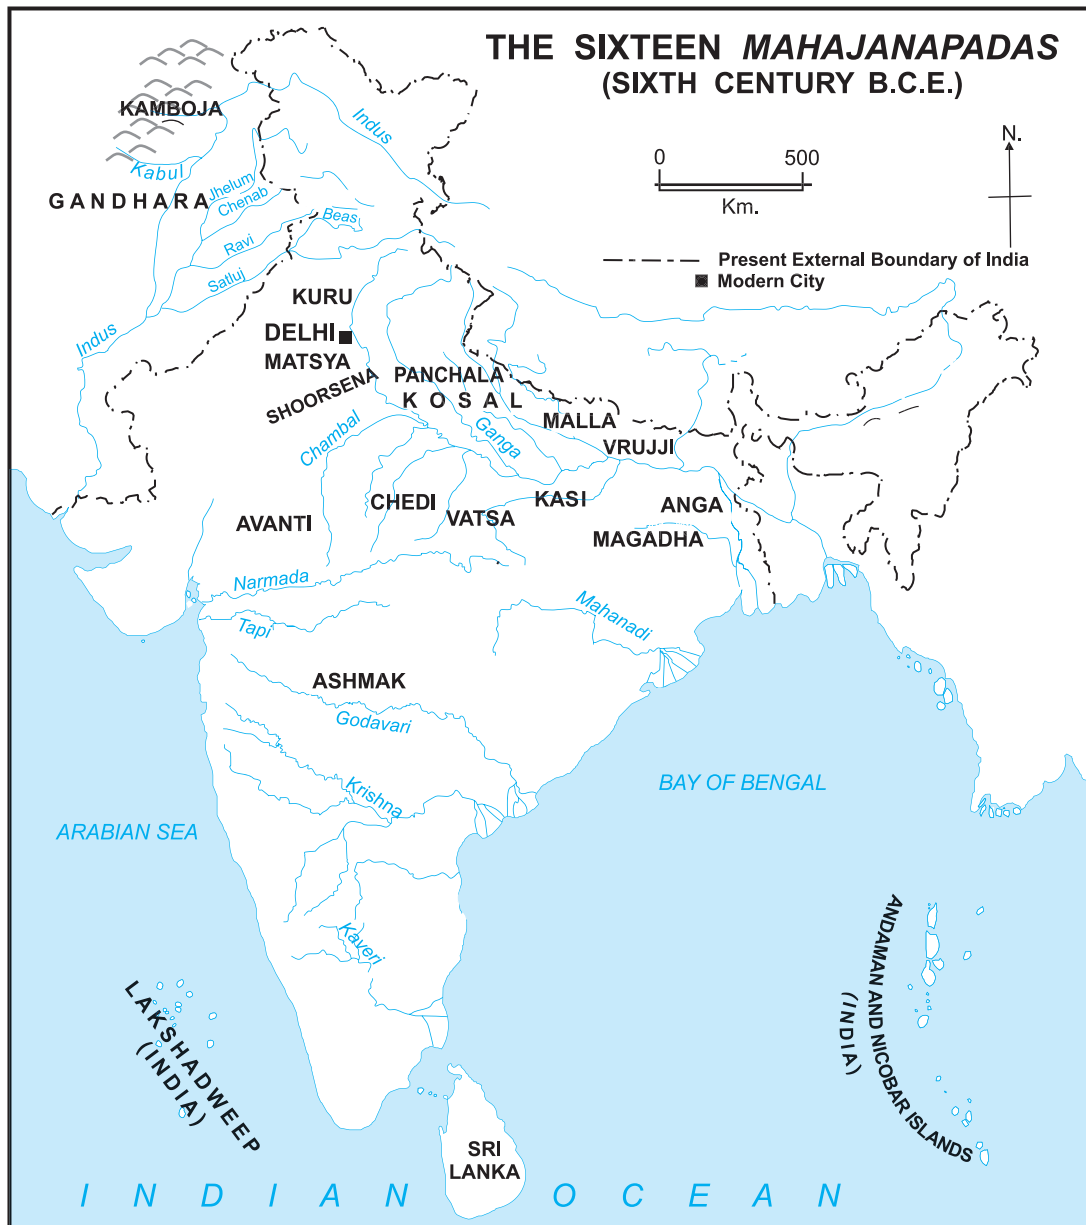 THE SIXTEEN MAHAJANAPADAS
(SIXTH CENTURY B.C.E.)
0 500
Km.
N.
Present External Boundary of India
Modern City
KAMBOJA
Indus
Kabul
GANDHARA
Jhelum
Chenab
Beas
Ravi
Satluj
Indus
KURU
DELHI
MATSYA
SHOORSENA
PANCHALA
KOSAL
MALLA
VRUJJI
Chambal
Ganga
CHEDI
VATSA
KASI
ANGA
AVANTI
MAGADHA
Narmada
Tapi
Mahanadi
ASHMAK
Godavari
Krishna
BAY OF BENGAL
ARABIAN SEA
Kaveri
LAKSHADWEEP
(INDIA)
ANDAMAN AND NICOBAR ISLANDS
(INDIA)
SRI
LANKA
INDIAN OCEAN